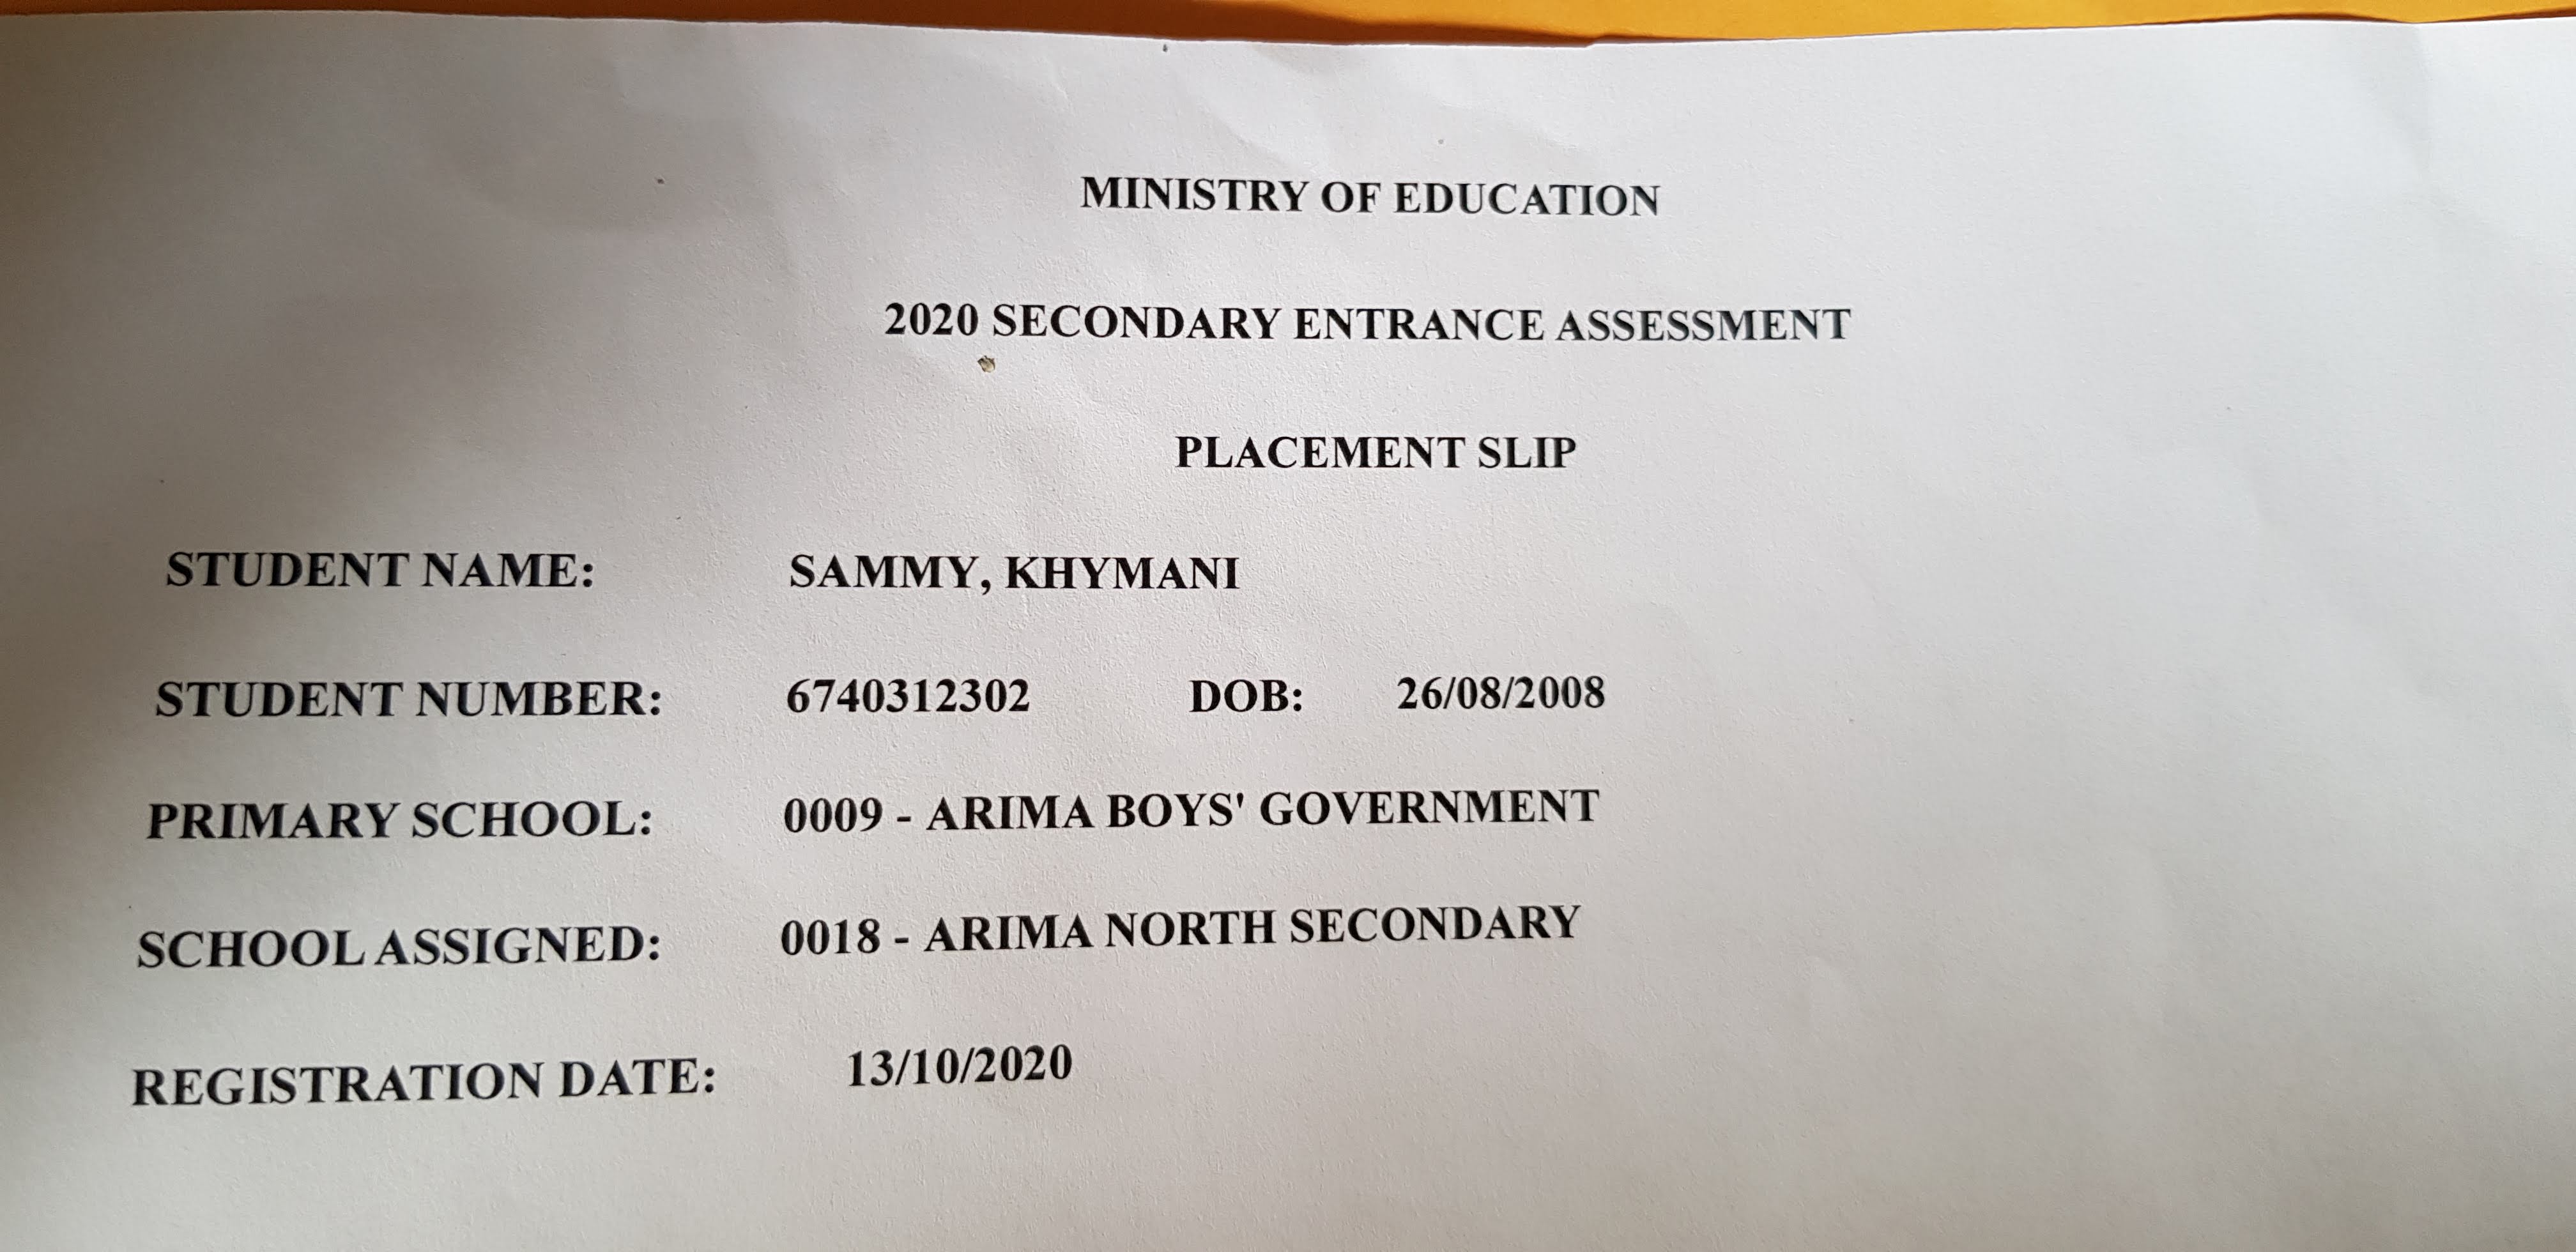 MINISTRY OF EDUCATION
2020 SECONDARY ENTRANCE ASSESSMENT
PLACEMENT SLIP
STUDENT NAME: SAMMY, KHYMANI
STUDENT NUMBER: 6740312302 DOB: 26/08/2008
PRIMARY SCHOOL: 0009 - ARIMA BOYS' GOVERNMENT
SCHOOL ASSIGNED: 0018 - ARIMA NORTH SECONDARY
REGISTRATION DATE: 13/10/2020